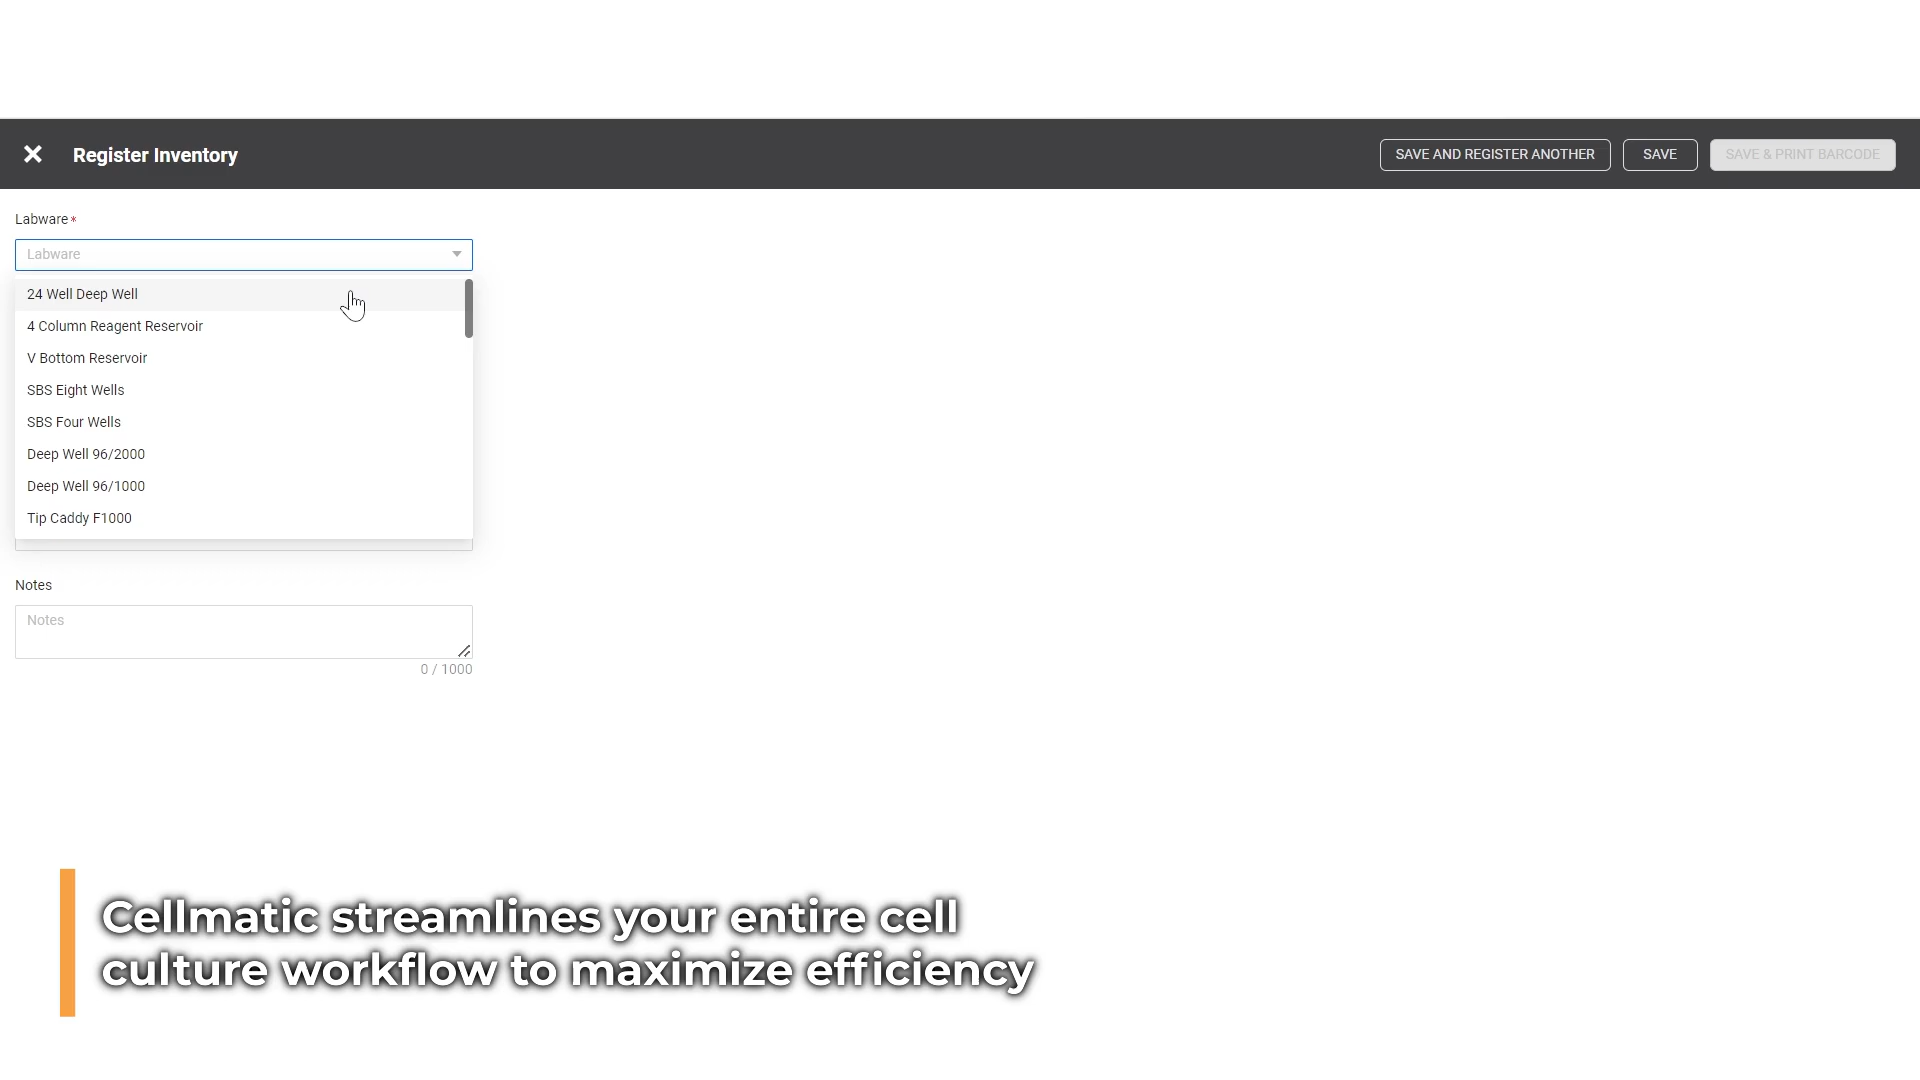 Register Inventory
SAVE AND REGISTER ANOTHER
SAVE
SAVE & PRINT BARCODE
Labware *
Labware
24 Well Deep Well
4 Column Reagent Reservoir
V Bottom Reservoir
SBS Eight Wells
SBS Four Wells
Deep Well 96/2000
Deep Well 96/1000
Tip Caddy F1000
Notes
Notes
0 / 1000
Cellmatic streamlines your entire cell
culture workflow to maximize efficiency